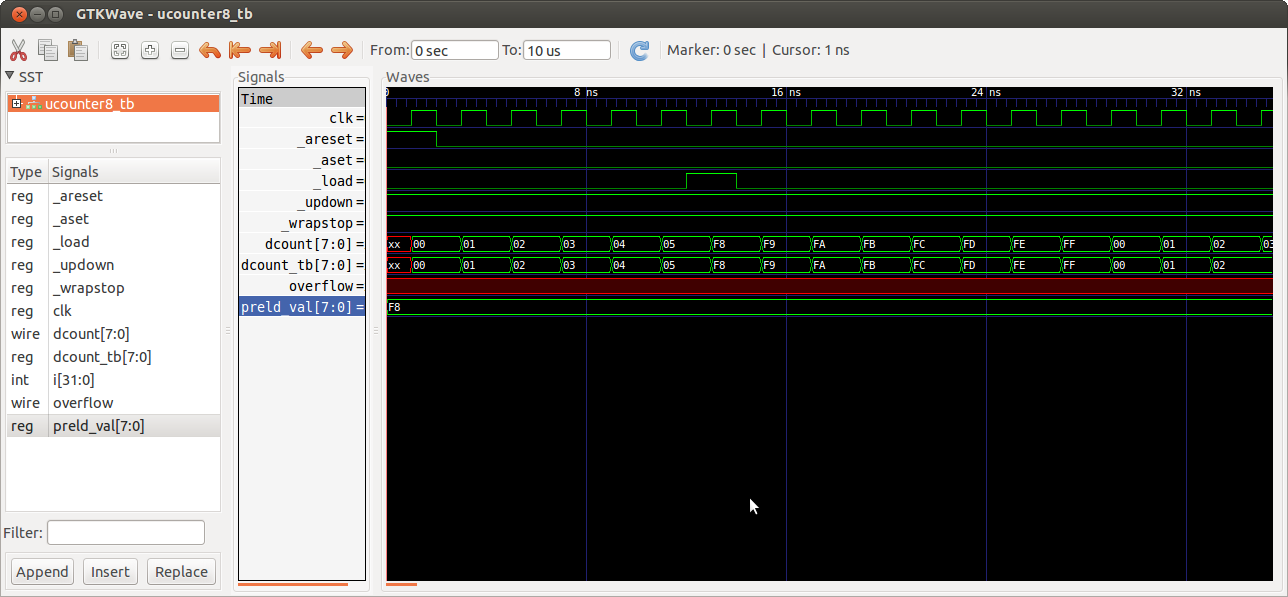 GTKWave - ucounter8_tb
From: 0 sec To: 10 us Marker: 0 sec | Cursor: 1 ns
SST
ucounter8_tb
Type Signals
reg _areset
reg _aset
reg _load
reg _updown
reg _wrapstop
reg clk
wire dcount[7:0]
reg dcount_tb[7:0]
int i[31:0]
wire overflow
reg preld_val[7:0]
Filter:
Append Insert Replace
Signals
Time
clk =
_areset =
_aset =
_load =
_updown =
_wrapstop =
dcount[7:0] =
dcount_tb[7:0] =
overflow =
preld_val[7:0] =
Waves
0 8 ns 16 ns 24 ns 32 ns
xx 00 01 02 03 04 05 F8 F9 FA FB FC FD FE FF 00 01 02 03
xx 00 01 02 03 04 05 F8 F9 FA FB FC FD FE FF 00 01 02
F8